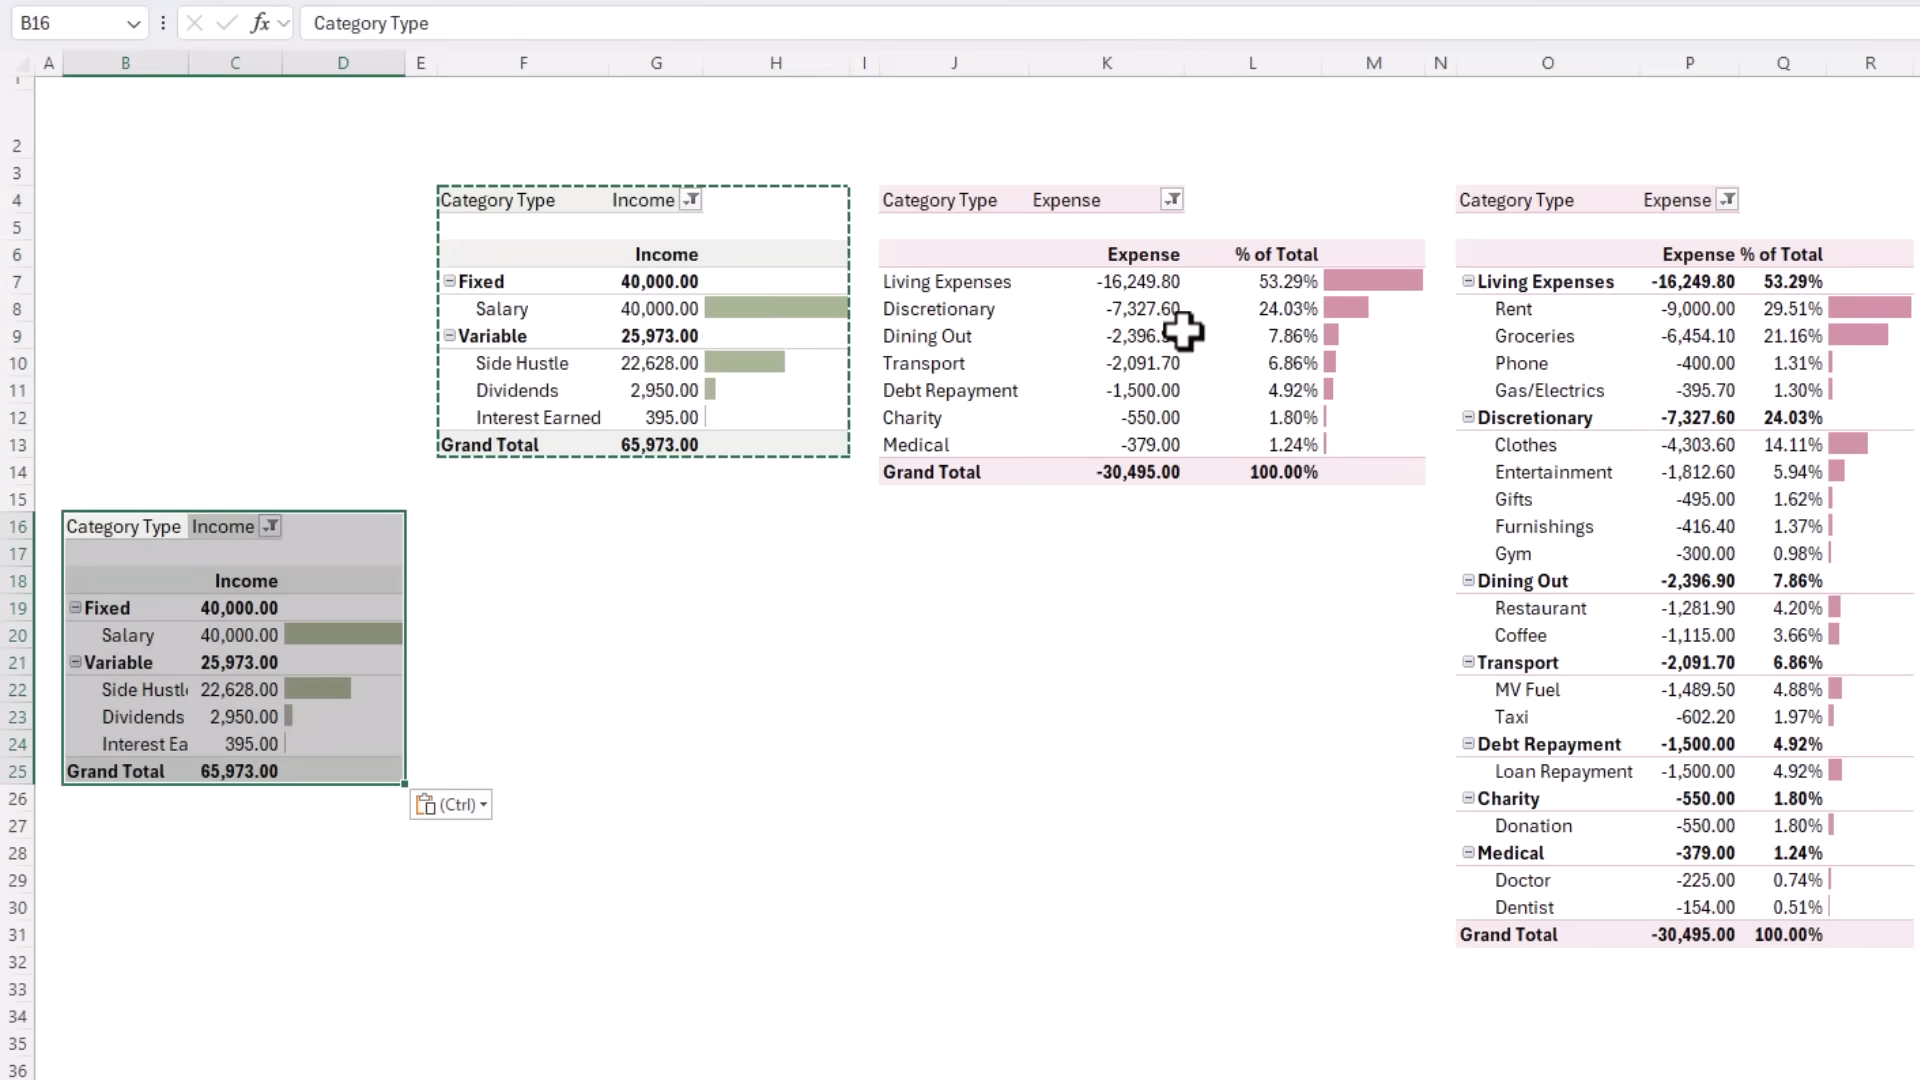 B16 fx Category Type
A B C D E F G H I J K L M N O P Q R
2
3
4 Category Type Income Category Type Expense Category Type Expense
5
6 Income Expense % of Total Expense % of Total
7 Fixed 40,000.00 Living Expenses -16,249.80 53.29% Living Expenses -16,249.80 53.29%
8 Salary 40,000.00 Discretionary -7,327.60 24.03% Rent -9,000.00 29.51%
9 Variable 25,973.00 Dining Out 7.86% Groceries -6,454.10 21.16%
10 Side Hustle 22,628.00 Transport -2,091.70 6.86% Phone -400.00 1.31%
11 Dividends 2,950.00 Debt Repayment -1,500.00 4.92% Gas/Electrics -395.70 1.30%
12 Interest Earned 395.00 Charity -550.00 1.80% Discretionary -7,327.60 24.03%
13 Grand Total 65,973.00 Medical -379.00 1.24% Clothes -4,303.60 14.11%
14 Grand Total -30,495.00 100.00% Entertainment -1,812.60 5.94%
15 Gifts -495.00 1.62%
16 Category Type Income Furnishings -416.40 1.37%
17 Gym -300.00 0.98%
18 Income Dining Out -2,396.90 7.86%
19 Fixed 40,000.00 Restaurant -1,281.90 4.20%
20 Salary 40,000.00 Coffee -1,115.00 3.66%
21 Variable 25,973.00 Transport -2,091.70 6.86%
22 Side Hustl 22,628.00 MV Fuel -1,489.50 4.88%
23 Dividends 2,950.00 Taxi -602.20 1.97%
24 Interest Ea 395.00 Debt Repayment -1,500.00 4.92%
25 Grand Total 65,973.00 Loan Repayment -1,500.00 4.92%
26 (Ctrl) Charity -550.00 1.80%
27 Donation -550.00 1.80%
28 Medical -379.00 1.24%
29 Doctor -225.00 0.74%
30 Dentist -154.00 0.51%
31 Grand Total -30,495.00 100.00%
32
33
34
35
36